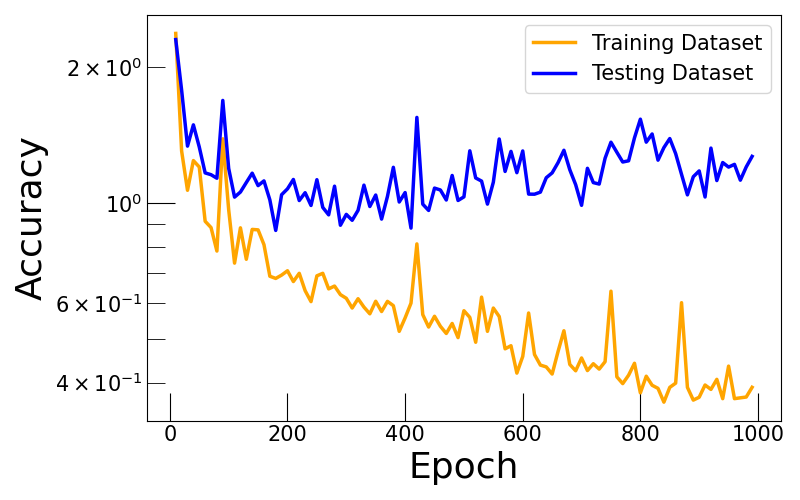 Training Dataset
Testing Dataset
Accuracy
2 × 10⁰
10⁰
6 × 10⁻¹
4 × 10⁻¹
0 200 400 600 800 1000
Epoch